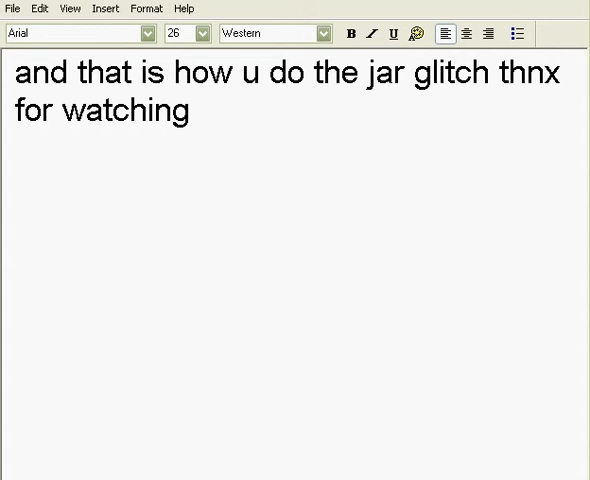 File Edit View Insert Format Help
Arial 26 Western B I U
and that is how u do the jar glitch thnx
for watching